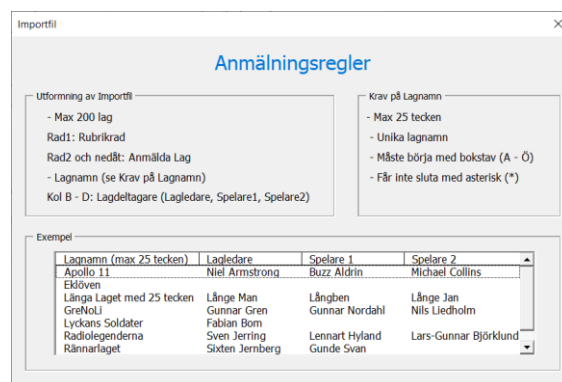 Importfil
Anmälningsregler
Utformning av Importfil
- Max 200 lag
Rad1: Rubrikrad
Rad2 och nedåt: Anmälda Lag
- Lagnamn (se Krav på Lagnamn)
Kol B - D: Lagdeltagare (Lagledare, Spelare1, Spelare2)
Krav på Lagnamn
- Max 25 tecken
- Unika lagnamn
- Måste börja med bokstav (A - Ö)
- Får inte sluta med asterisk (*)
Exempel
Lagnamn (max 25 tecken) Lagledare Spelare 1 Spelare 2
Apollo 11 Niel Armstrong Buzz Aldrin Michael Collins
Eklöven
Länga Laget med 25 tecken Långe Man Långben Långe Jan
GreNoLi Gunnar Gren Gunnar Nordahl Nils Liedholm
Lyckans Soldater Fabian Bom
Radiolegenderna Sven Jerring Lennart Hyland Lars-Gunnar Björklund
Rännarlaget Sixten Jernberg Gunde Svan